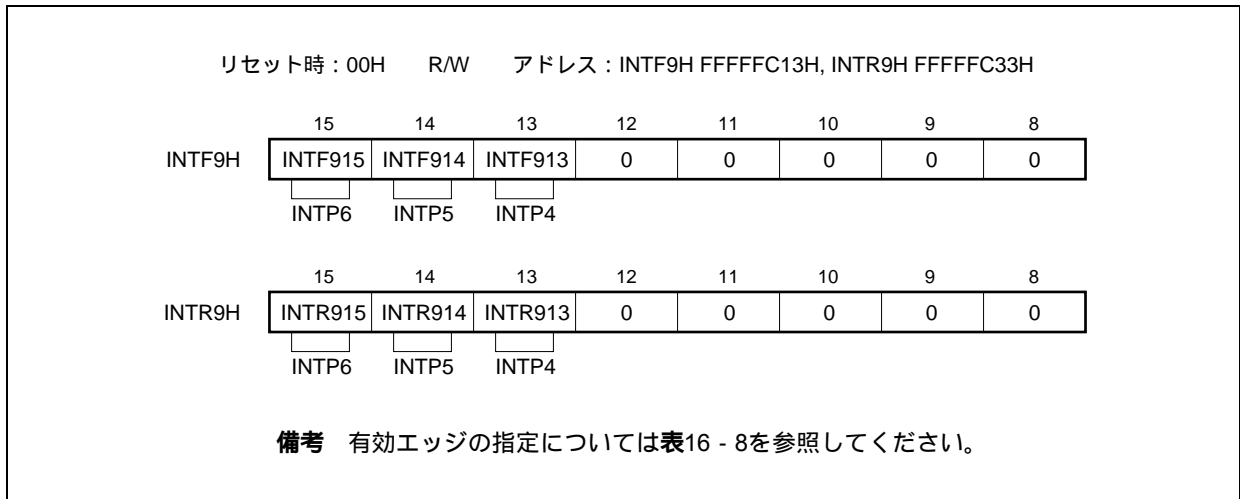 リセット時：00H　R/W　アドレス：INTF9H FFFFFC13H, INTR9H FFFFFC33H
15 14 13 12 11 10 9 8
INTF9H INTF915 INTF914 INTF913 0 0 0 0 0
INTP6 INTP5 INTP4
15 14 13 12 11 10 9 8
INTR9H INTR915 INTR914 INTR913 0 0 0 0 0
INTP6 INTP5 INTP4
備考　有効エッジの指定については表16 - 8を参照してください。